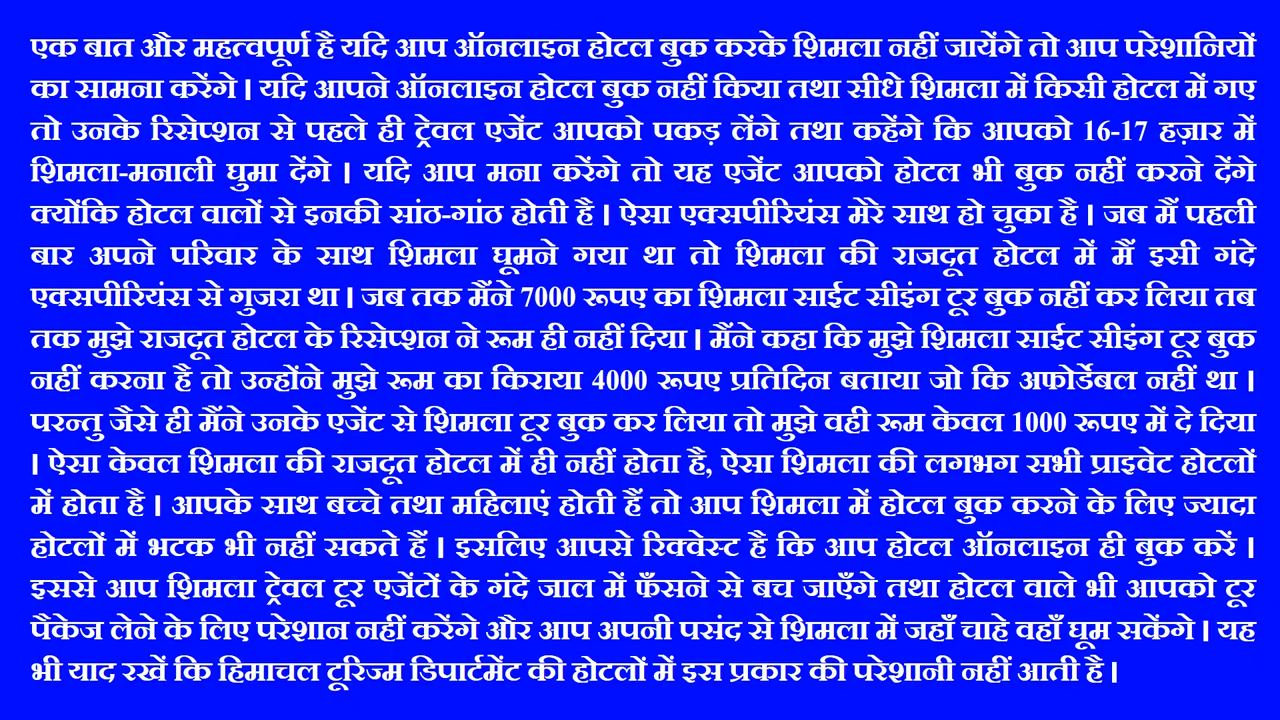 एक बात और महत्वपूर्ण है यदि आप ऑनलाइन होटल बुक करके शिमला नहीं जायेंगे तो आप परेशानियों
का सामना करेंगे । यदि आपने ऑनलाइन होटल बुक नहीं किया तथा सीधे शिमला में किसी होटल में गए
तो उनके रिसेप्शन से पहले ही ट्रेवल एजेंट आपको पकड़ लेंगे तथा कहेंगे कि आपको 16-17 हज़ार में
शिमला-मनाली घुमा देंगे । यदि आप मना करेंगे तो यह एजेंट आपको होटल भी बुक नहीं करने देंगे
क्योंकि होटल वालों से इनकी सांठ-गांठ होती है । ऐसा एक्सपीरियंस मेरे साथ हो चुका है । जब मैं पहली
बार अपने परिवार के साथ शिमला घूमने गया था तो शिमला की राजदूत होटल में मैं इसी गंदे
एक्सपीरियंस से गुजरा था । जब तक मैंने 7000 रूपए का शिमला साईट सीइंग टूर बुक नहीं कर लिया तब
तक मुझे राजदूत होटल के रिसेप्शन ने रूम ही नहीं दिया । मैंने कहा कि मुझे शिमला साईट सीइंग टूर बुक
नहीं करना है तो उन्होंने मुझे रूम का किराया 4000 रूपए प्रतिदिन बताया जो कि अफोर्डेबल नहीं था ।
परन्तु जैसे ही मैंने उनके एजेंट से शिमला टूर बुक कर लिया तो मुझे वही रूम केवल 1000 रूपए में दे दिया
। ऐसा केवल शिमला की राजदूत होटल में ही नहीं होता है, ऐसा शिमला की लगभग सभी प्राइवेट होटलों
में होता है । आपके साथ बच्चे तथा महिलाएं होती हैं तो आप शिमला में होटल बुक करने के लिए ज्यादा
होटलों में भटक भी नहीं सकते हैं । इसलिए आपसे रिक्वेस्ट है कि आप होटल ऑनलाइन ही बुक करें ।
इससे आप शिमला ट्रेवल टूर एजेंटों के गंदे जाल में फँसने से बच जाएँगे तथा होटल वाले भी आपको टूर
पैकेज लेने के लिए परेशान नहीं करेंगे और आप अपनी पसंद से शिमला में जहाँ चाहे वहाँ घूम सकेंगे । यह
भी याद रखें कि हिमाचल टूरिज्म डिपार्टमेंट की होटलों में इस प्रकार की परेशानी नहीं आती है ।